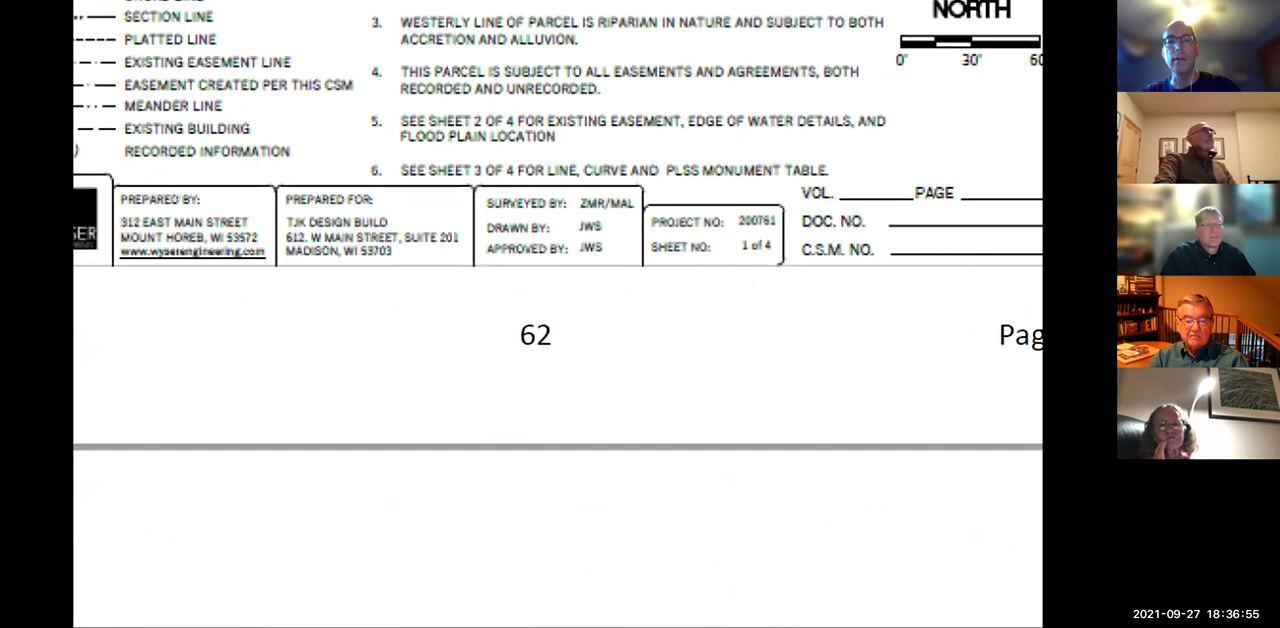 NORTH
SECTION LINE
PLATTED LINE
EXISTING EASEMENT LINE
EASEMENT CREATED PER THIS CSM
MEANDER LINE
EXISTING BUILDING
RECORDED INFORMATION
3. WESTERLY LINE OF PARCEL IS RIPARIAN IN NATURE AND SUBJECT TO BOTH
ACCRETION AND ALLUVION.
4. THIS PARCEL IS SUBJECT TO ALL EASEMENTS AND AGREEMENTS, BOTH
RECORDED AND UNRECORDED.
5. SEE SHEET 2 OF 4 FOR EXISTING EASEMENT, EDGE OF WATER DETAILS, AND
FLOOD PLAIN LOCATION
6. SEE SHEET 3 OF 4 FOR LINE, CURVE AND PLSS MONUMENT TABLE.
0' 30' 60
SER
PREPARED BY:
312 EAST MAIN STREET
MOUNT HOREB, WI 53572
www.wyserengineering.com
PREPARED FOR:
TJK DESIGN BUILD
612. W MAIN STREET, SUITE 201
MADISON, WI 53703
SURVEYED BY: ZMR/MAL
DRAWN BY: JWS
APPROVED BY: JWS
PROJECT NO: 200761
SHEET NO: 1 of 4
VOL. PAGE
DOC. NO.
C.S.M. NO.
62
Pag
2021-09-27 18:36:55